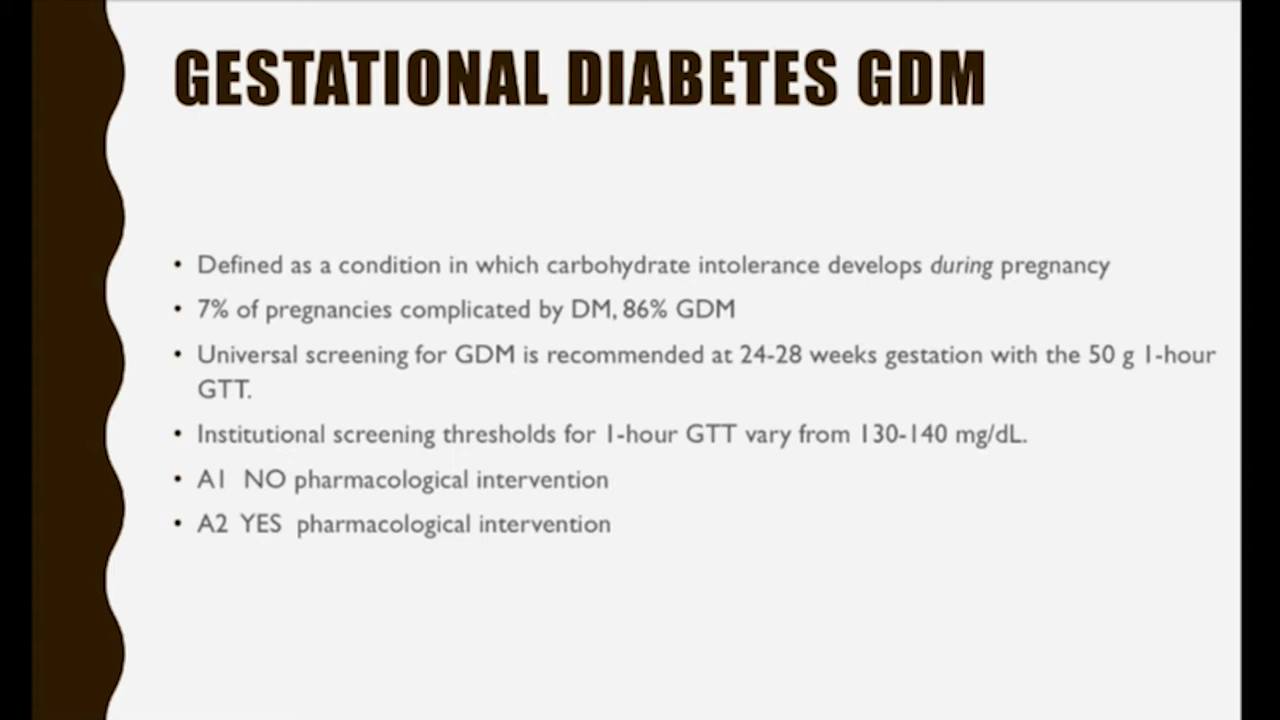 GESTATIONAL DIABETES GDM
• Defined as a condition in which carbohydrate intolerance develops during pregnancy
• 7% of pregnancies complicated by DM, 86% GDM
• Universal screening for GDM is recommended at 24-28 weeks gestation with the 50 g 1-hour
GTT.
• Institutional screening thresholds for 1-hour GTT vary from 130-140 mg/dL.
• A1 NO pharmacological intervention
• A2 YES pharmacological intervention